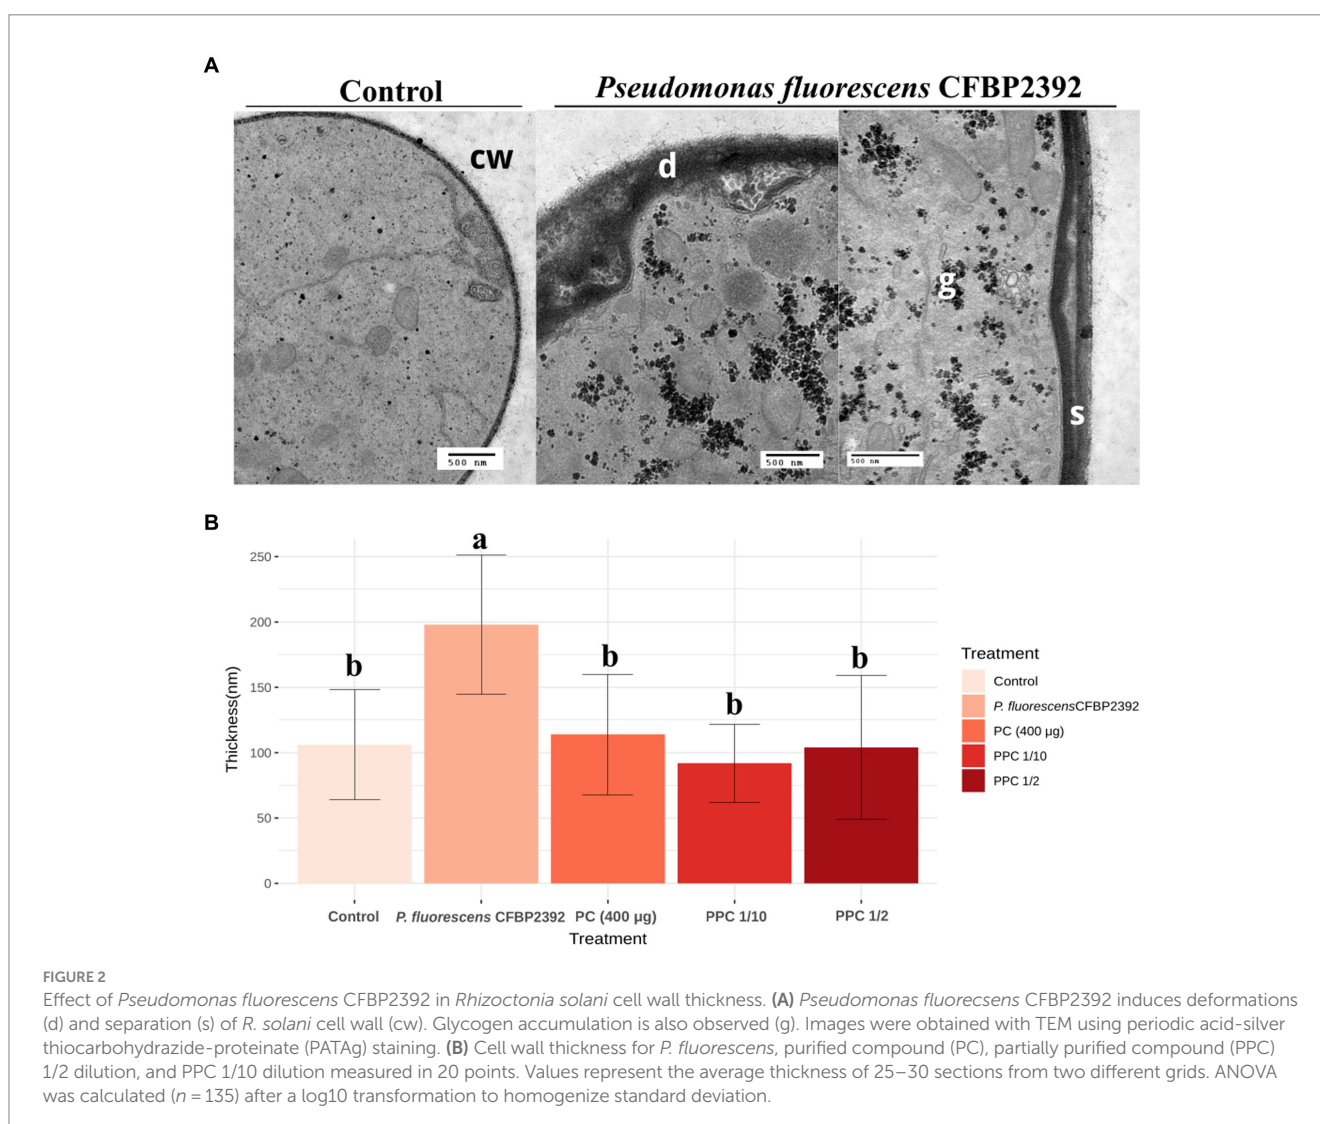 A
Control
Pseudomonas fluorescens CFBP2392
cw
d
g
s
500 nm
500 nm
500 nm
B
Thickness(nm)
250
200
150
100
50
0
b
a
b
b
b
Control
P. fluorescens CFBP2392
PC (400 µg)
PPC 1/10
PPC 1/2
Treatment
Treatment
Control
P. fluorescensCFBP2392
PC (400 µg)
PPC 1/10
PPC 1/2
FIGURE 2
Effect of Pseudomonas fluorescens CFBP2392 in Rhizoctonia solani cell wall thickness. (A) Pseudomonas fluorecsens CFBP2392 induces deformations
(d) and separation (s) of R. solani cell wall (cw). Glycogen accumulation is also observed (g). Images were obtained with TEM using periodic acid-silver
thiocarbohydrazide-proteinate (PATAg) staining. (B) Cell wall thickness for P. fluorescens, purified compound (PC), partially purified compound (PPC)
1/2 dilution, and PPC 1/10 dilution measured in 20 points. Values represent the average thickness of 25–30 sections from two different grids. ANOVA
was calculated (n = 135) after a log10 transformation to homogenize standard deviation.